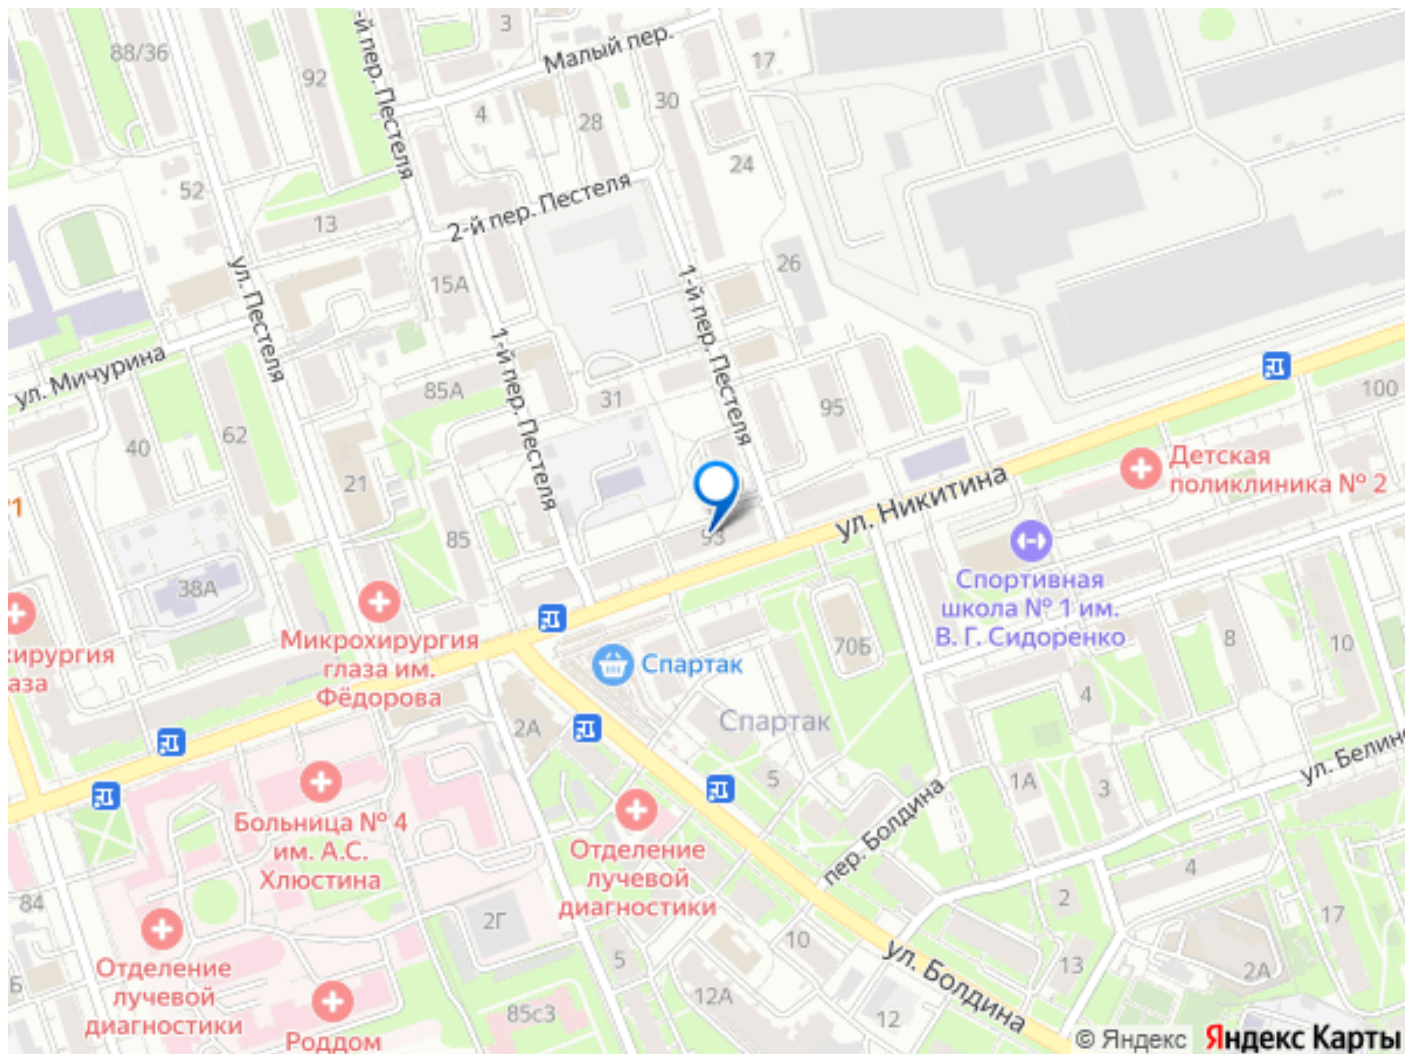 3
88/36
92
-й пер. Пестеля
Малый пер.
17
30
4
28
24
52
13
2-й пер. Пестеля
26
15А
ул. Пестеля
1-й пер. Пестеля
1-й пер. Пестеля
ул. Мичурина
85А
31
95
100
40
62
21
Детская
поликлиника № 2
1
ул. Никитина
85
93
38А
Спортивная
школа № 1 им.
В. Г. Сидоренко
70Б
8
10
Микрохирургия
глаза им.
Фёдорова
хирургия
аза
Спартак
Спартак
4
2А
5
1А
3
ул. Белинс
пер. Болдина
Больница № 4
им. А.С.
Хлюстина
Отделение
лучевой
диагностики
4
84
2
17
2Г
10
ул. Болдина
13
2А
5
Отделение
лучевой
диагностики
Б
12А
12
85с3
Роддом
© Яндекс
Яндекс Карты